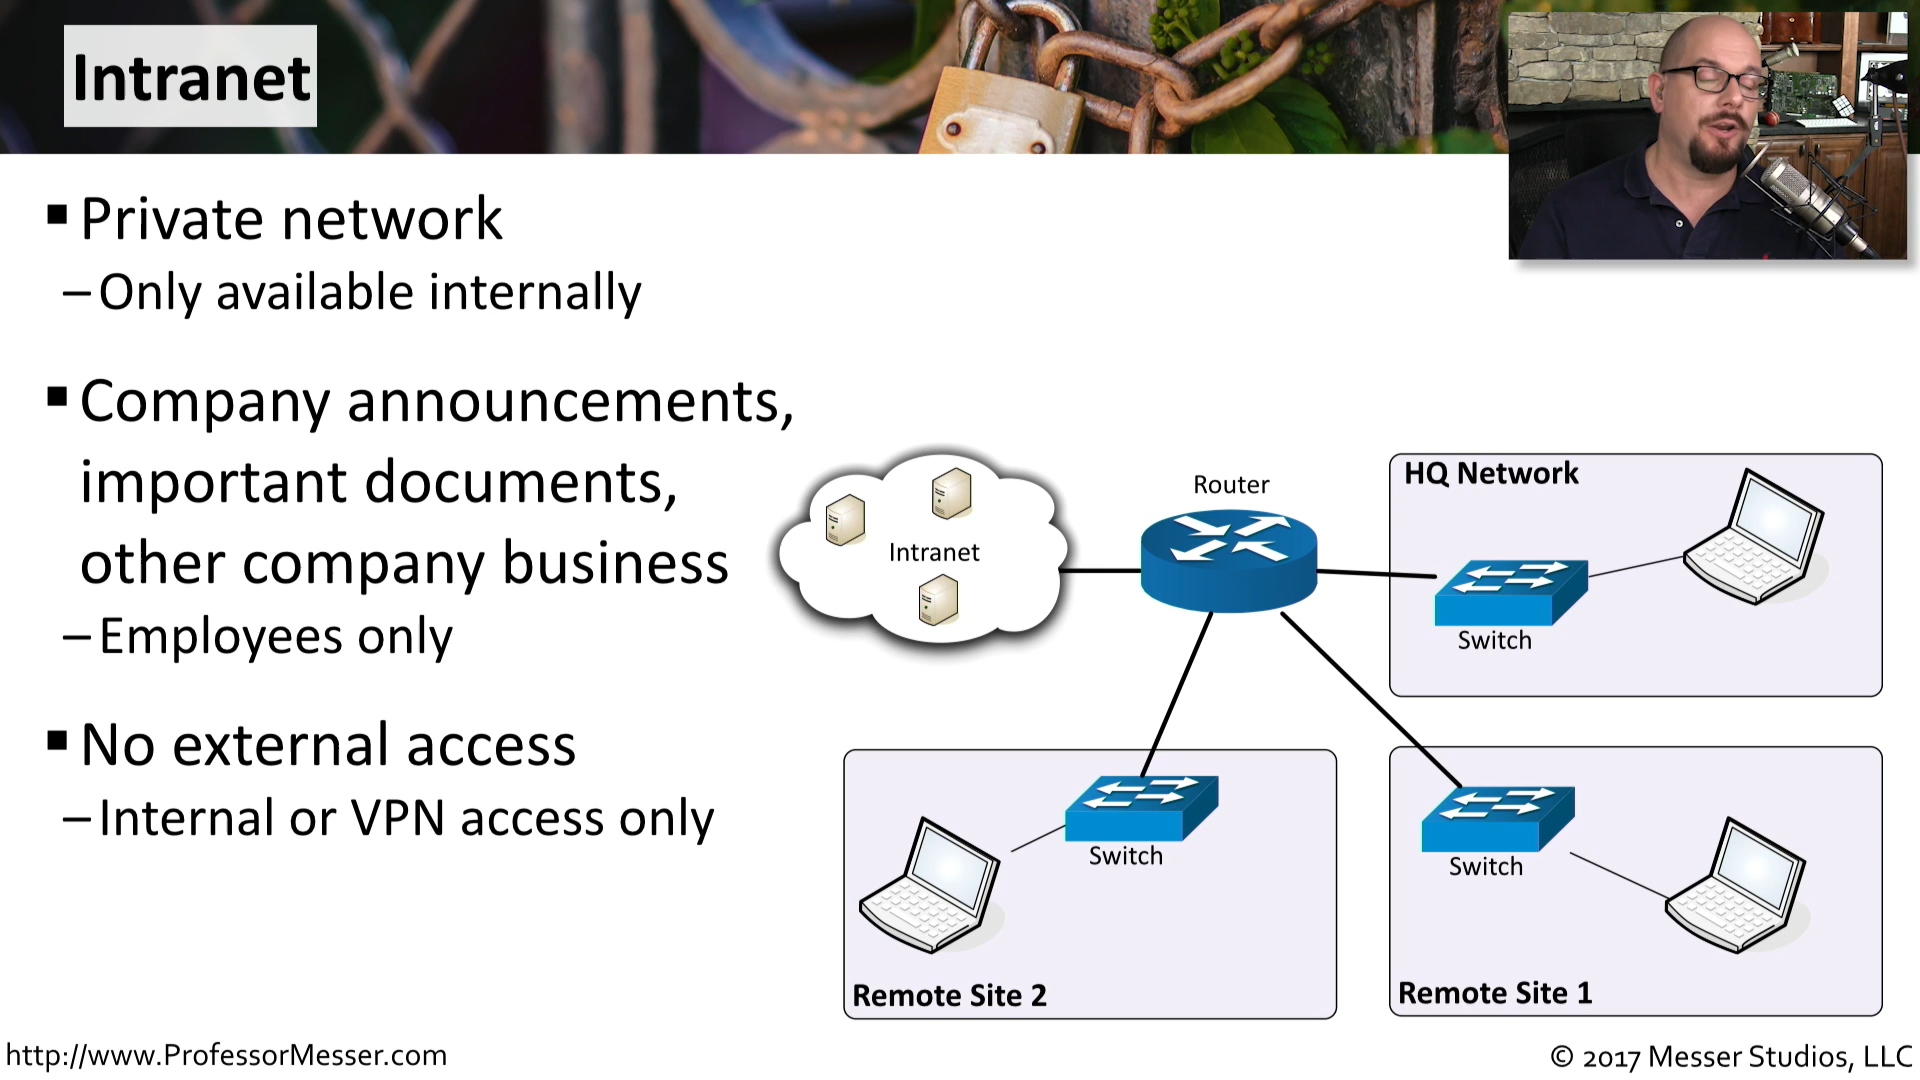 Intranet
▪ Private network
– Only available internally
▪ Company announcements,
important documents,
other company business
– Employees only
▪ No external access
– Internal or VPN access only
Intranet
Router
HQ Network
Switch
Switch
Remote Site 2
Switch
Remote Site 1
http://www.ProfessorMesser.com
© 2017 Messer Studios, LLC